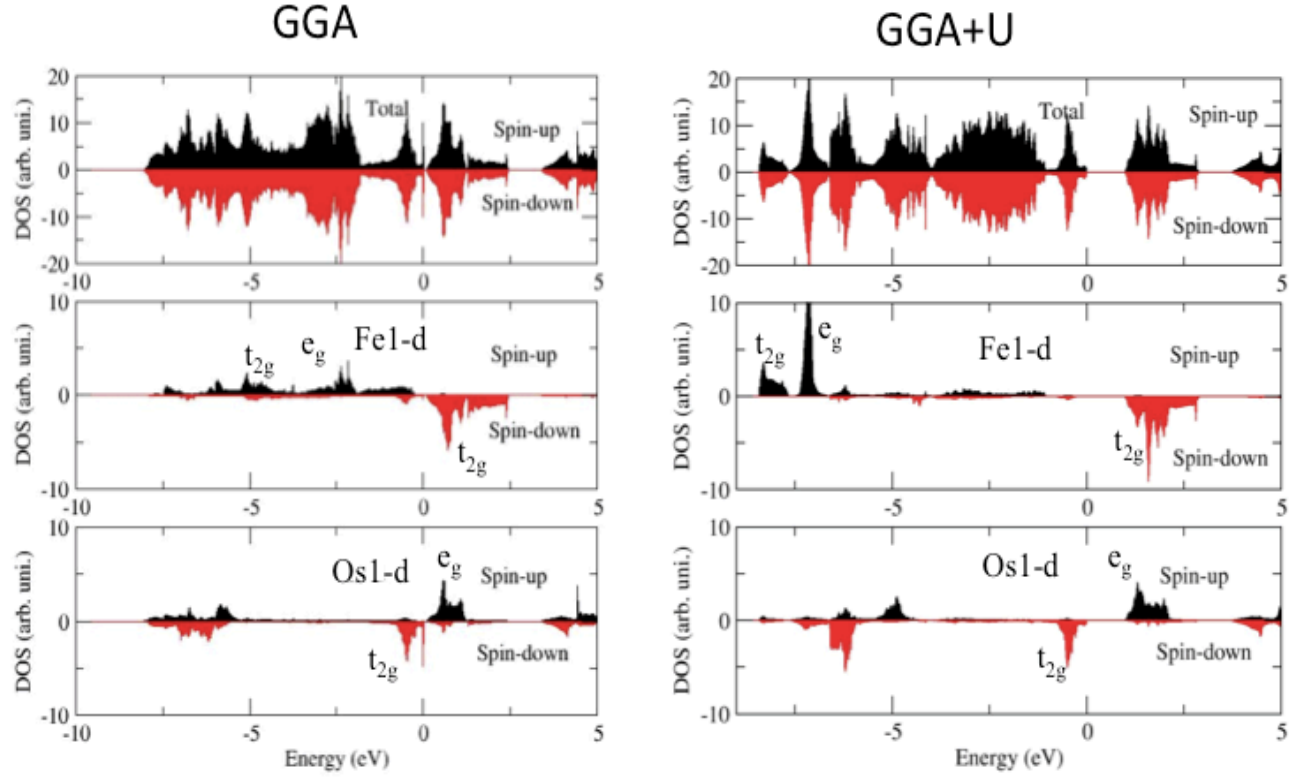 GGA
20
10
0
-10
-20
DOS (arb. uni.)
Total
Spin-up
Spin-down
-10
-5
0
5
10
0
-10
DOS (arb. uni.)
t2g
eg
Fe1-d
Spin-up
Spin-down
t2g
-10
-5
0
5
10
0
-10
DOS (arb. uni.)
Os1-d
eg
Spin-up
t2g
Spin-down
-10
-5
0
5
Energy (eV)
GGA+U
20
10
0
-10
-20
DOS (arb. uni.)
Total
Spin-up
Spin-down
-5
0
5
10
0
-10
DOS (arb. uni.)
t2g
eg
Fe1-d
Spin-up
t2g
Spin-down
-5
0
5
10
0
-10
DOS (arb. uni.)
Os1-d
eg
Spin-up
t2g
Spin-down
-5
0
5
Energy (eV)